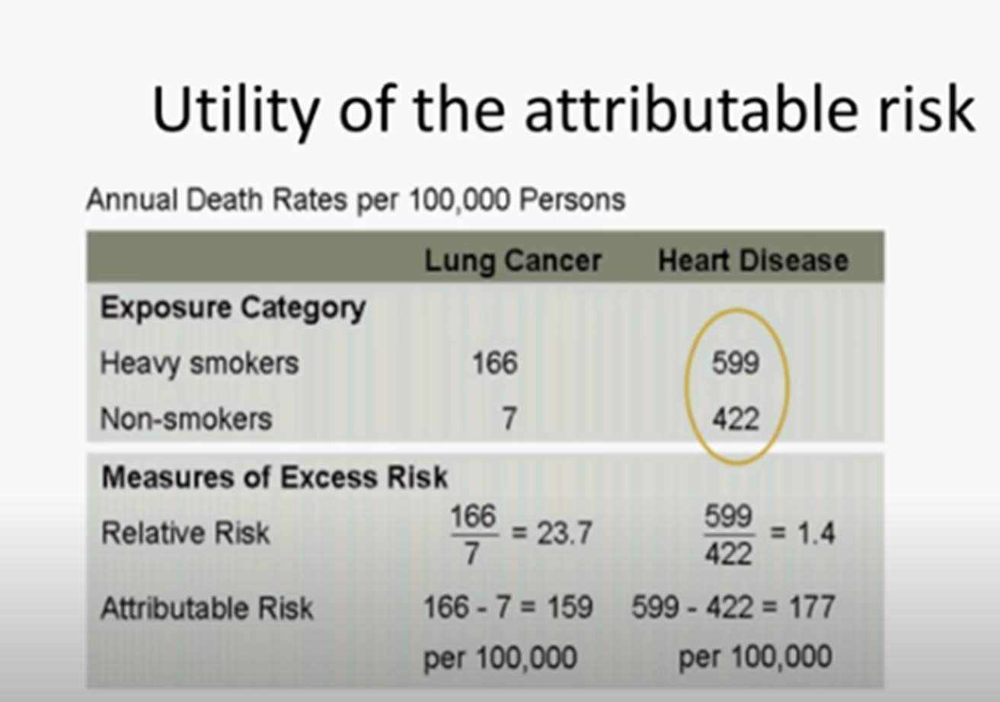 Utility of the attributable risk
Annual Death Rates per 100,000 Persons
Lung Cancer Heart Disease
Exposure Category
Heavy smokers 166 599
Non-smokers 7 422
Measures of Excess Risk
Relative Risk 166/7 = 23.7 599/422 = 1.4
Attributable Risk 166 - 7 = 159 599 - 422 = 177
per 100,000 per 100,000